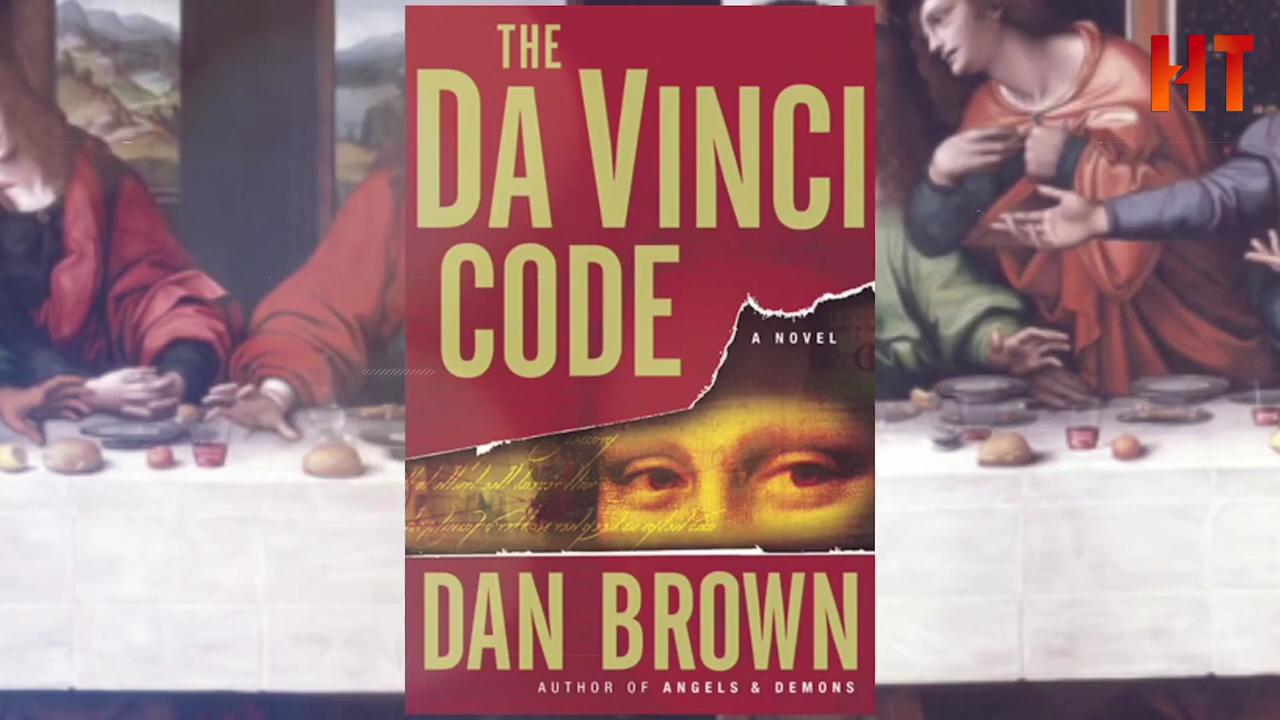 THE
DA VINCI
CODE
A NOVEL
DAN BROWN
AUTHOR OF ANGELS & DEMONS
HT